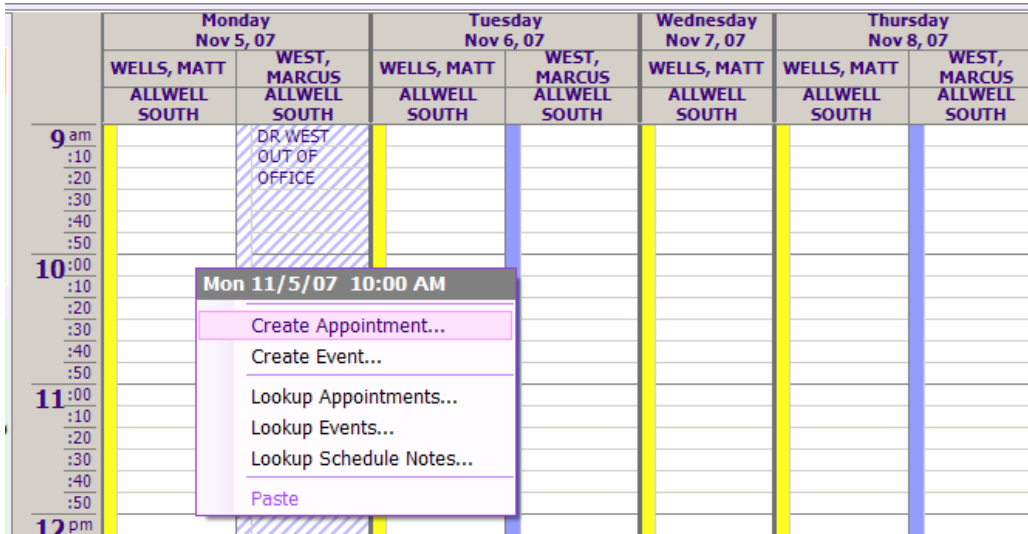 Monday Tuesday Wednesday Thursday
Nov 5, 07 Nov 6, 07 Nov 7, 07 Nov 8, 07
WELLS, MATT WEST, MARCUS WELLS, MATT WEST, MARCUS WELLS, MATT WELLS, MATT WEST, MARCUS
ALLWELL ALLWELL ALLWELL ALLWELL ALLWELL ALLWELL ALLWELL
SOUTH SOUTH SOUTH SOUTH SOUTH SOUTH SOUTH
9 am DR WEST
:10 OUT OF
:20 OFFICE
:30
:40
:50
10:00
:10
:20
:30
:40
:50
11:00
:10
:20
:30
:40
:50
12 pm
Mon 11/5/07 10:00 AM
Create Appointment...
Create Event...
Lookup Appointments...
Lookup Events...
Lookup Schedule Notes...
Paste